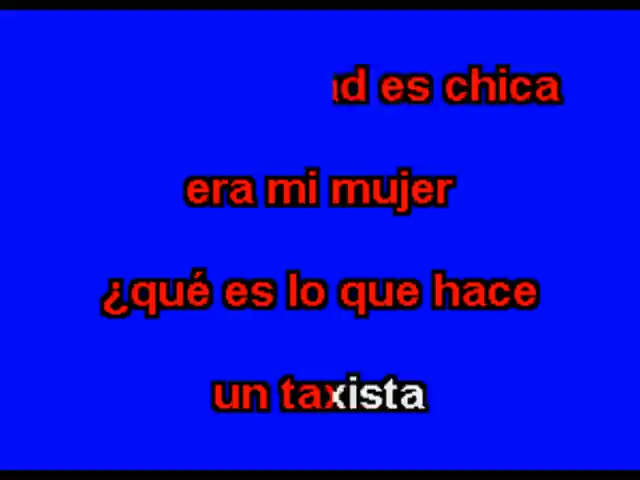 es chica
era mi mujer
¿qué es lo que hace
un taxista